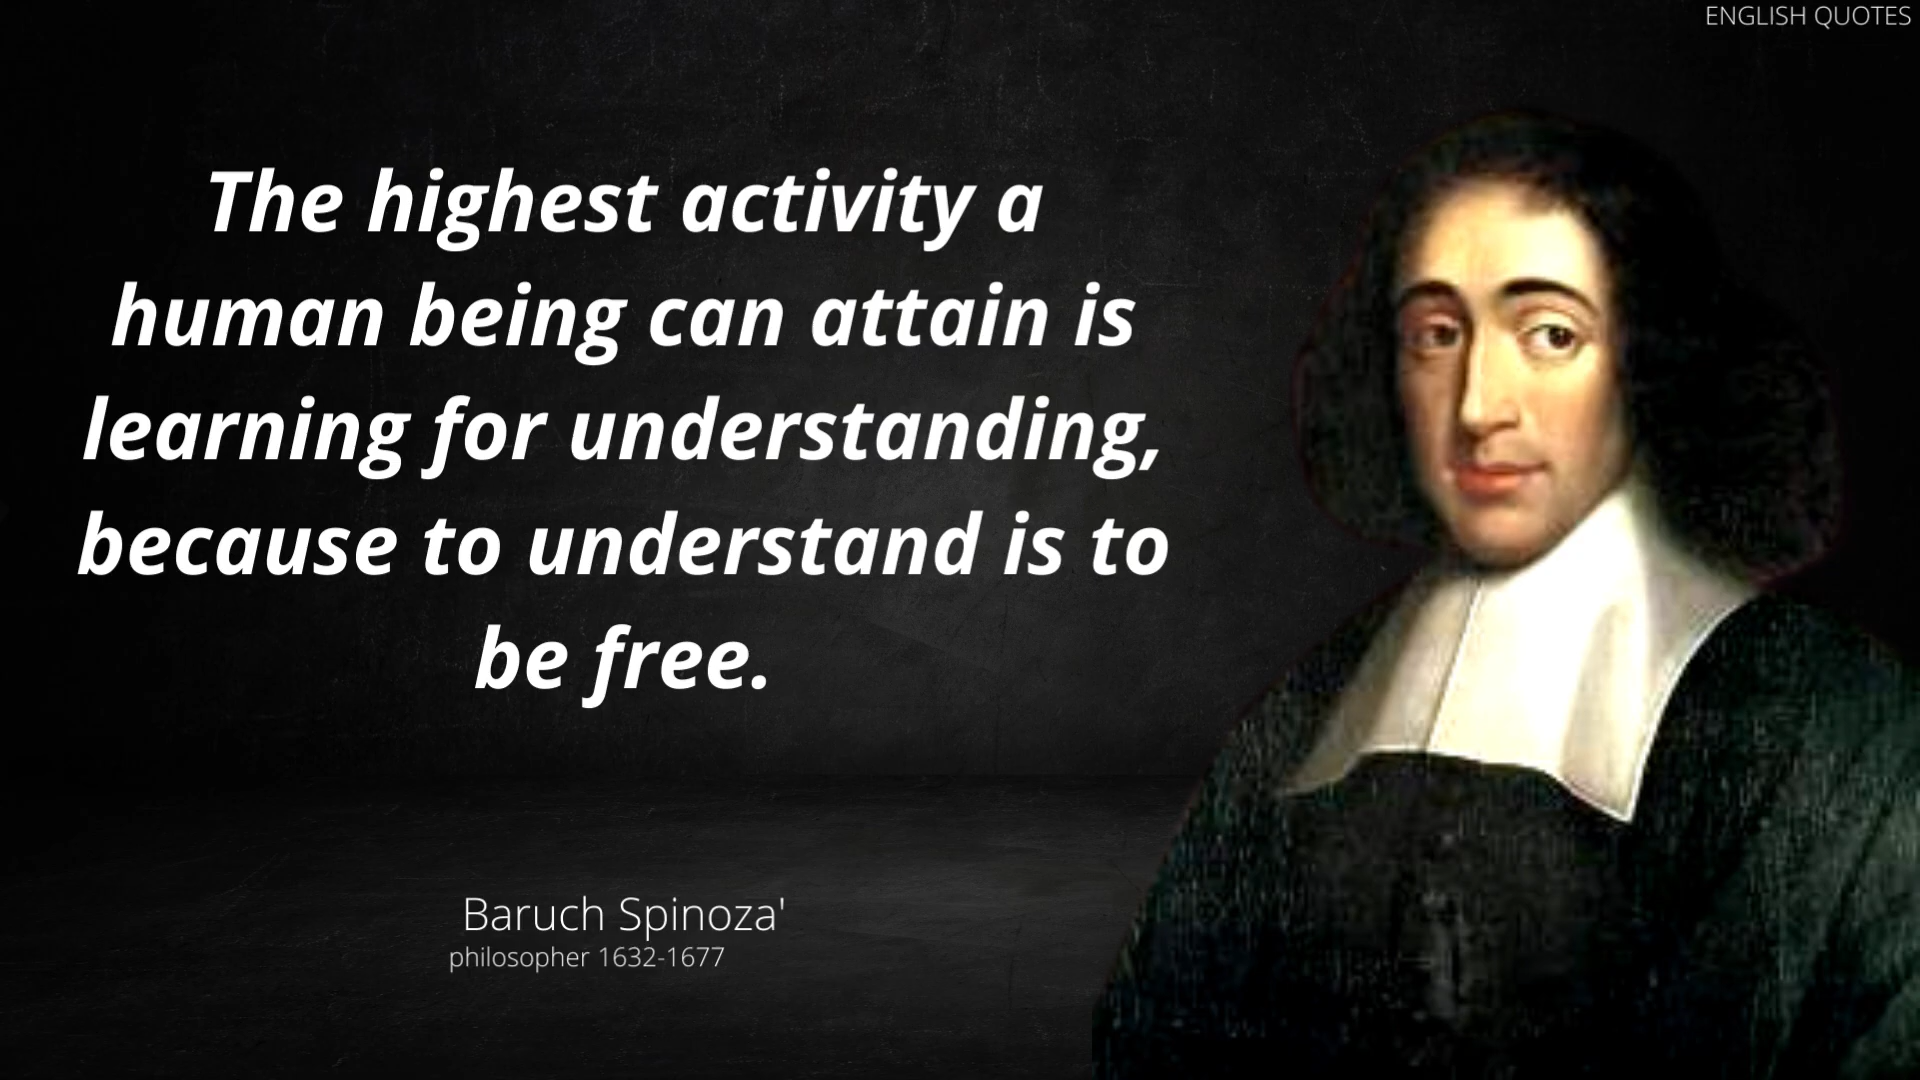 ENGLISH QUOTES
The highest activity a
human being can attain is
learning for understanding,
because to understand is to
be free.
Baruch Spinoza'
philosopher 1632-1677